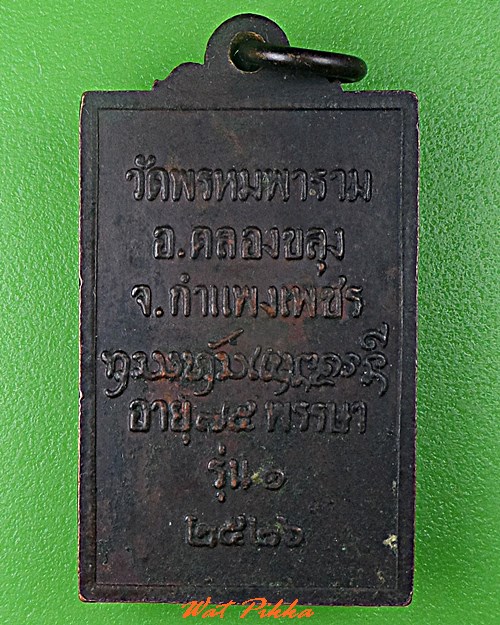 วัดพรหมพาราม
อ.คลองขลุง
จ.กำแพงเพชร
อายุ ๗๕ พรรษา
รุ่น ๑
๒๕๒๖
Wat Pikha